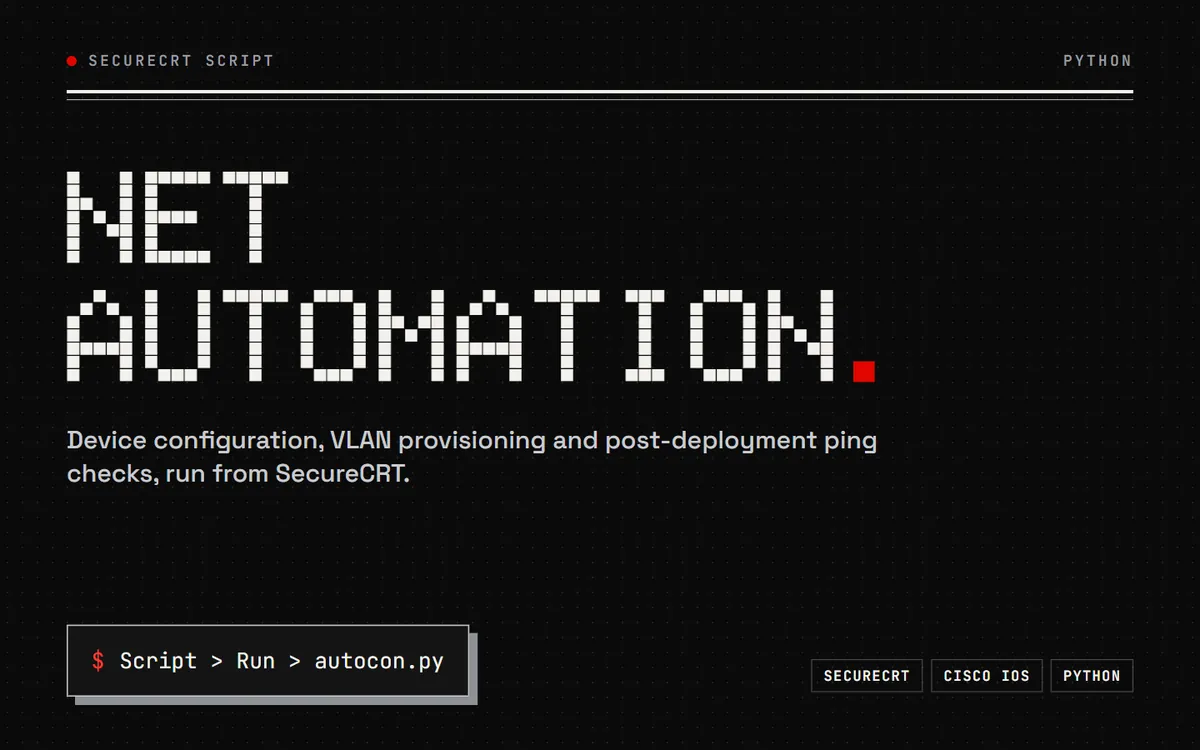 SECURECRT SCRIPT
PYTHON
NET
AUTOMATION.
Device configuration, VLAN provisioning and post-deployment ping
checks, run from SecureCRT.
$ Script > Run > autocon.py
SECURECRT
CISCO IOS
PYTHON